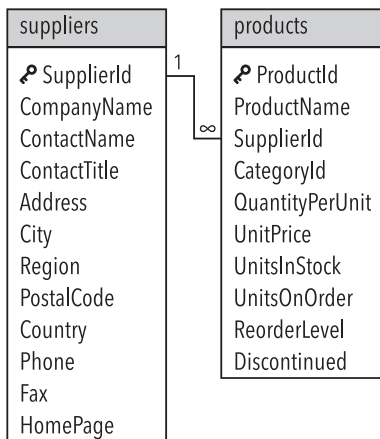 suppliers
SupplierId
CompanyName
ContactName
ContactTitle
Address
City
Region
PostalCode
Country
Phone
Fax
HomePage
1
∞
products
ProductId
ProductName
SupplierId
CategoryId
QuantityPerUnit
UnitPrice
UnitsInStock
UnitsOnOrder
ReorderLevel
Discontinued